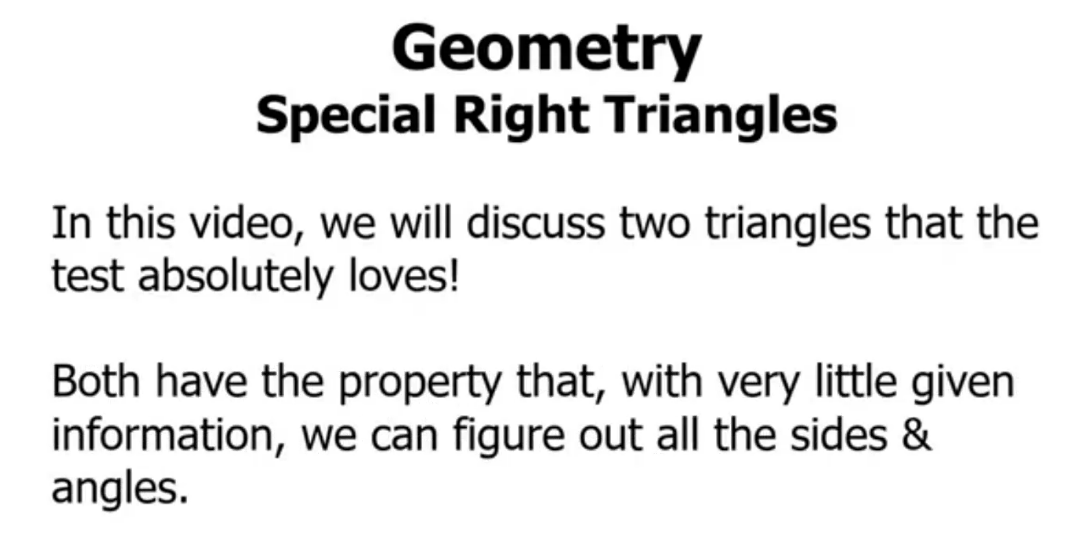 Geometry
Special Right Triangles
In this video, we will discuss two triangles that the
test absolutely loves!
Both have the property that, with very little given
information, we can figure out all the sides &
angles.